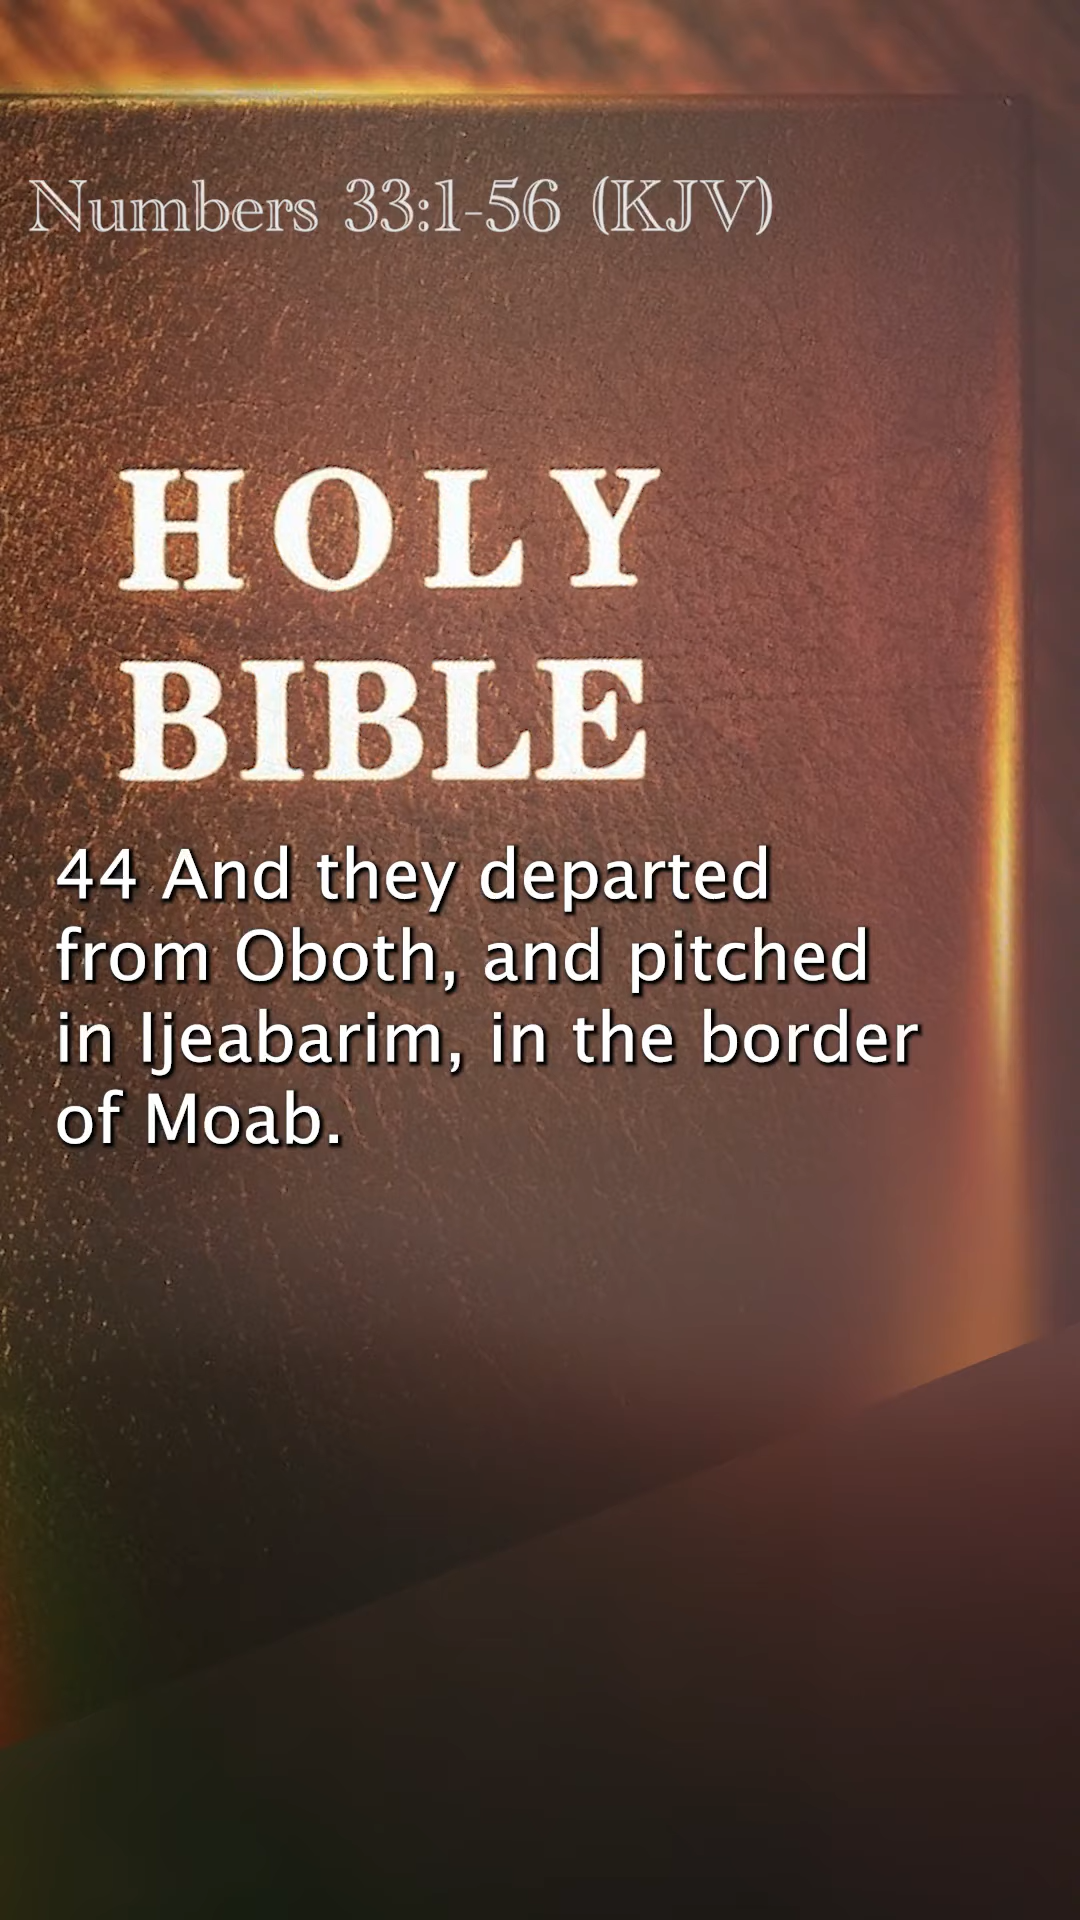 Numbers 33:1-56 (KJV)
HOLY
BIBLE
44 And they departed
from Oboth, and pitched
in Ijeabarim, in the border
of Moab.